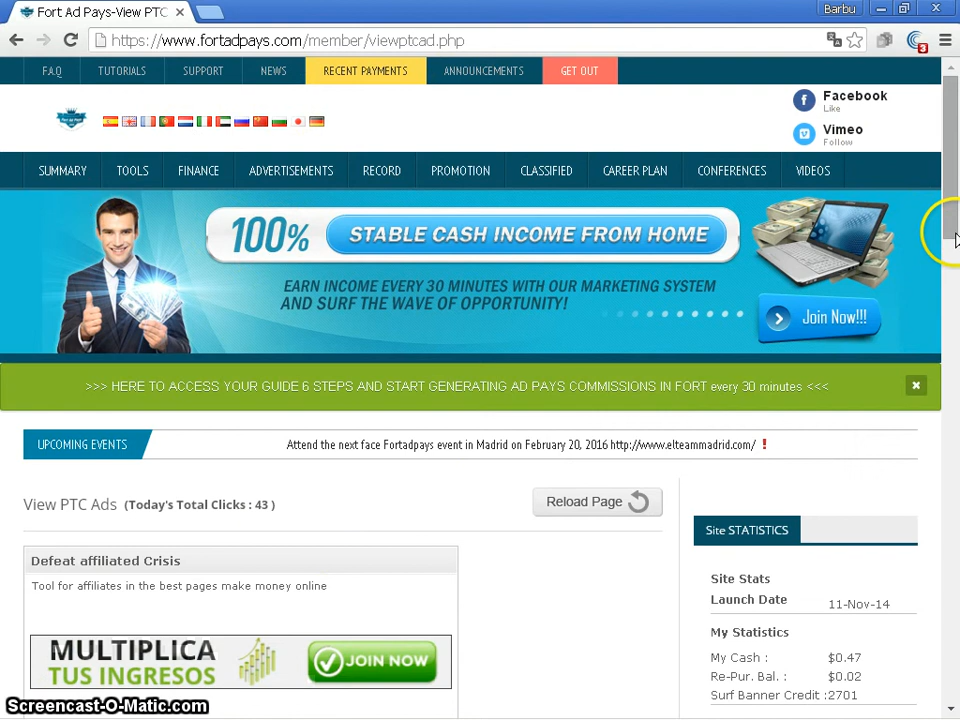 Fort Ad Pays-View PTC
Barbu
https://www.fortadpays.com/member/viewptcad.php
3
F.A.Q
TUTORIALS
SUPPORT
NEWS
RECENT PAYMENTS
ANNOUNCEMENTS
GET OUT
Facebook
Like
Vimeo
Follow
SUMMARY
TOOLS
FINANCE
ADVERTISEMENTS
RECORD
PROMOTION
CLASSIFIED
CAREER PLAN
CONFERENCES
VIDEOS
100% STABLE CASH INCOME FROM HOME
EARN INCOME EVERY 30 MINUTES WITH OUR MARKETING SYSTEM
AND SURF THE WAVE OF OPPORTUNITY!
Join Now!!!
>>> HERE TO ACCESS YOUR GUIDE 6 STEPS AND START GENERATING AD PAYS COMMISSIONS IN FORT every 30 minutes <<<
UPCOMING EVENTS
Attend the next face Fortadpays event in Madrid on February 20, 2016 http://www.elteammadrid.com/ !
View PTC Ads (Today's Total Clicks : 43 )
Reload Page
Site STATISTICS
Defeat affiliated Crisis
Tool for affiliates in the best pages make money online
MULTIPLICA
TUS INGRESOS
JOIN NOW
Site Stats
Launch Date 11-Nov-14
My Statistics
My Cash : $0.47
Re-Pur. Bal. : $0.02
Surf Banner Credit :2701
Screencast-O-Matic.com